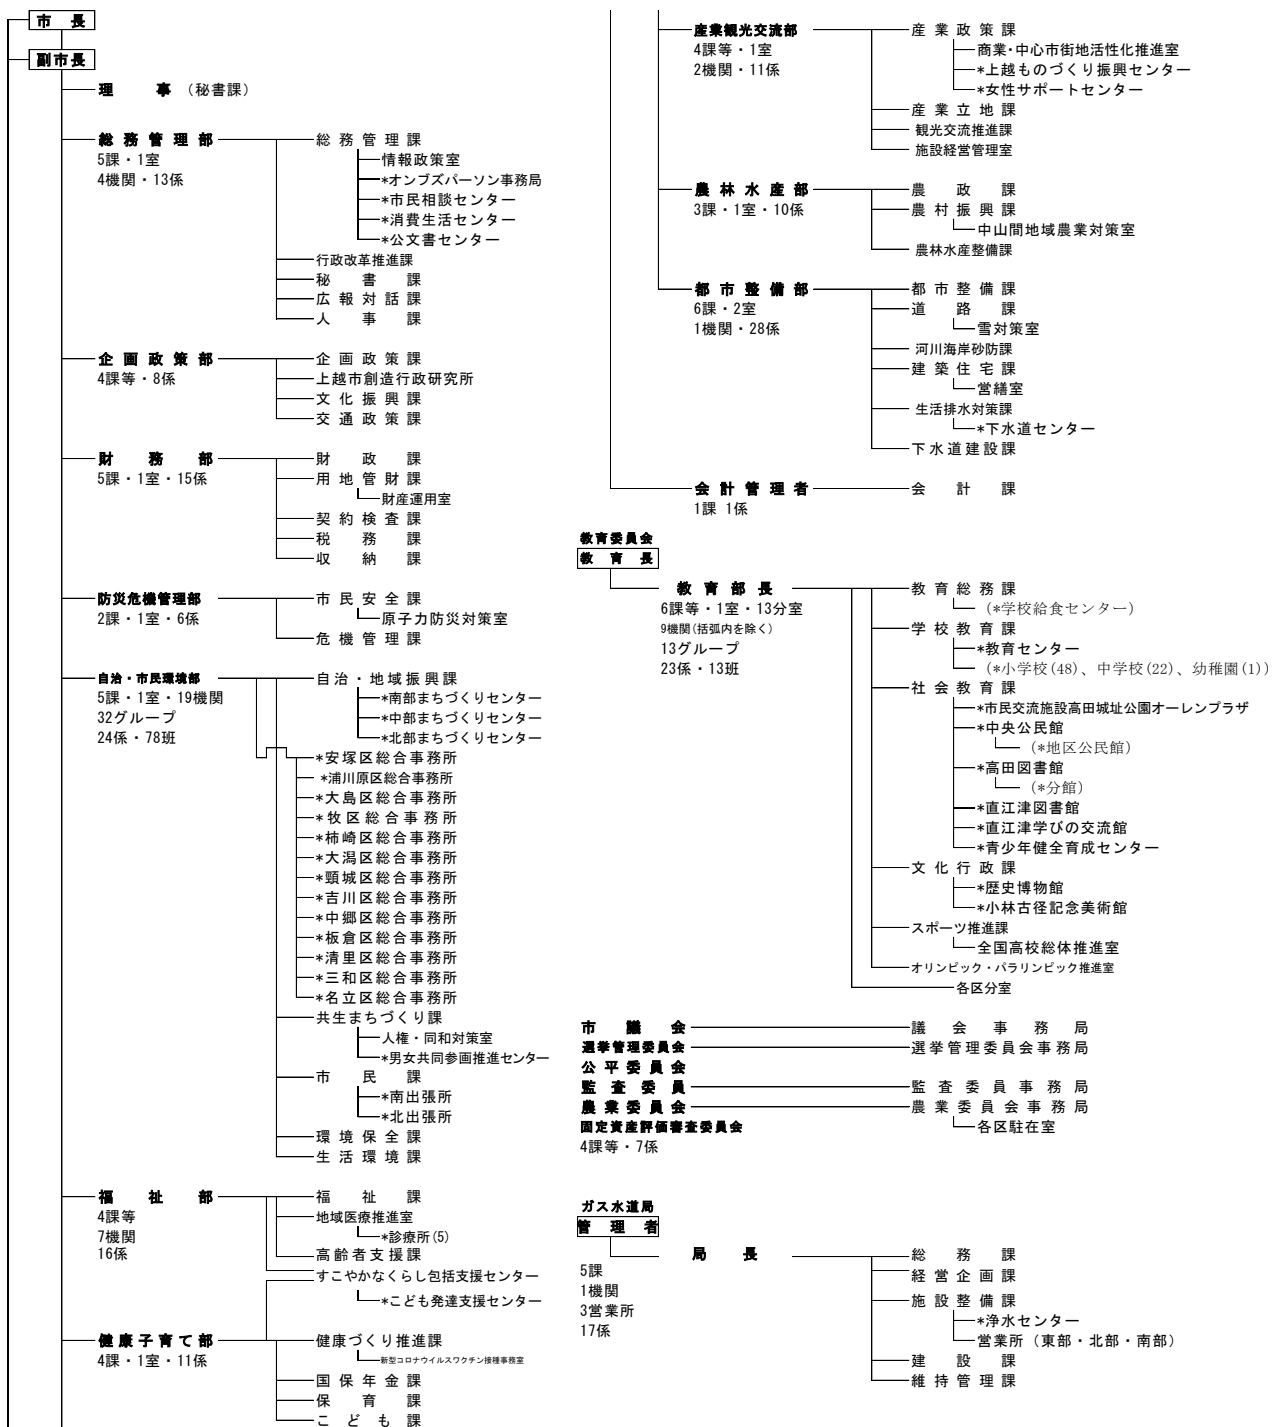 市長
副市長
理事 （秘書課）
総務管理部
5課・1室
4機関・13係
総務管理課
情報政策室
*オンブズパーソン事務局
*市民相談センター
*消費生活センター
*公文書センター
行政改革推進課
秘書課
広報対話課
人事課
企画政策部
4課等・8係
企画政策課
上越市創造行政研究所
文化振興課
交通政策課
財務部
5課・1室・15係
財政課
用地管財課
財産運用室
契約検査課
税務課
収納課
防災危機管理部
2課・1室・6係
市民安全課
原子力防災対策室
危機管理課
自治・市民環境部
5課・1室・19機関
32グループ
24係・78班
自治・地域振興課
*南部まちづくりセンター
*中部まちづくりセンター
*北部まちづくりセンター
*安塚区総合事務所
*浦川原区総合事務所
*大島区総合事務所
*牧区総合事務所
*柿崎区総合事務所
*大潟区総合事務所
*頸城区総合事務所
*吉川区総合事務所
*中郷区総合事務所
*板倉区総合事務所
*清里区総合事務所
*三和区総合事務所
*名立区総合事務所
共生まちづくり課
人権・同和対策室
*男女共同参画推進センター
市民課
*南出張所
*北出張所
環境保全課
生活環境課
福祉部
4課等
7機関
16係
福祉課
地域医療推進室
*診療所(5)
高齢者支援課
すこやかなくらし包括支援センター
*こども発達支援センター
健康子育て部
4課・1室・11係
健康づくり推進課
新型コロナウイルスワクチン接種事務室
国保年金課
保育課
こども課
産業観光交流部
4課等・1室
2機関・11係
産業政策課
商業・中心市街地活性化推進室
*上越ものづくり振興センター
*女性サポートセンター
産業立地課
観光交流推進課
施設経営管理室
農林水産部
3課・1室・10係
農政課
農村振興課
中山間地域農業対策室
農林水産整備課
都市整備部
6課・2室
1機関・28係
都市整備課
道路課
雪対策室
河川海岸砂防課
建築住宅課
営繕室
生活排水対策課
*下水道センター
下水道建設課
会計管理者
1課 1係
会計課
教育委員会
教育長
教育部長
6課等・1室・13分室
9機関(括弧内を除く)
13グループ
23係・13班
教育総務課
(*学校給食センター)
学校教育課
*教育センター
(*小学校(48)、中学校(22)、幼稚園(1))
社会教育課
*市民交流施設高田城址公園オーレンプラザ
*中央公民館
(*地区公民館)
*高田図書館
(*分館)
*直江津図書館
*直江津学びの交流館
*青少年健全育成センター
文化行政課
*歴史博物館
*小林古径記念美術館
スポーツ推進課
全国高校総体推進室
オリンピック・パラリンピック推進室
各区分室
市議会 議会事務局
選挙管理委員会 選挙管理委員会事務局
公平委員会
監査委員 監査委員事務局
農業委員会 農業委員会事務局
各区駐在室
固定資産評価審査委員会
4課等・7係
ガス水道局
管理者
局長
5課
1機関
3営業所
17係
総務課
経営企画課
施設整備課
*浄水センター
営業所（東部・北部・南部）
建設課
維持管理課